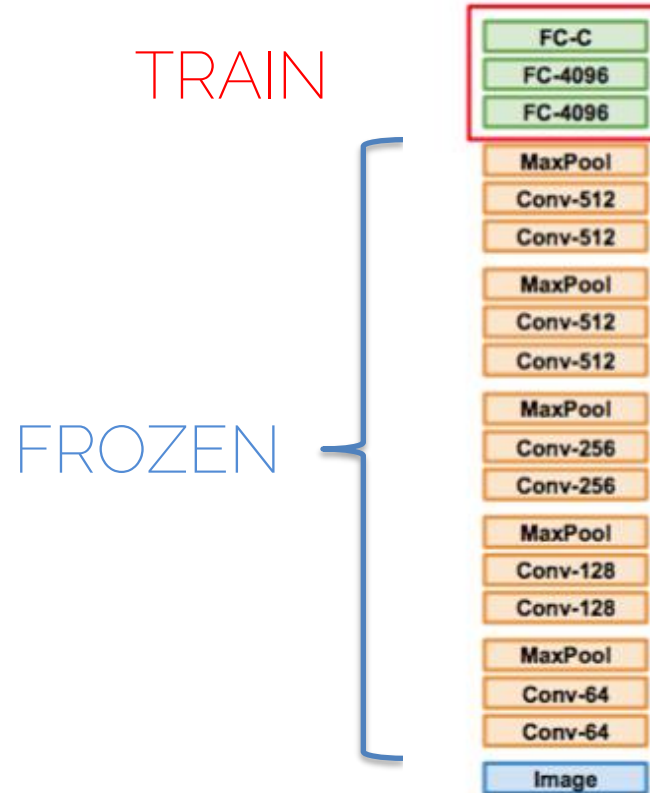 TRAIN
FC-C
FC-4096
FC-4096
MaxPool
Conv-512
Conv-512
MaxPool
Conv-512
Conv-512
FROZEN
MaxPool
Conv-256
Conv-256
MaxPool
Conv-128
Conv-128
MaxPool
Conv-64
Conv-64
Image